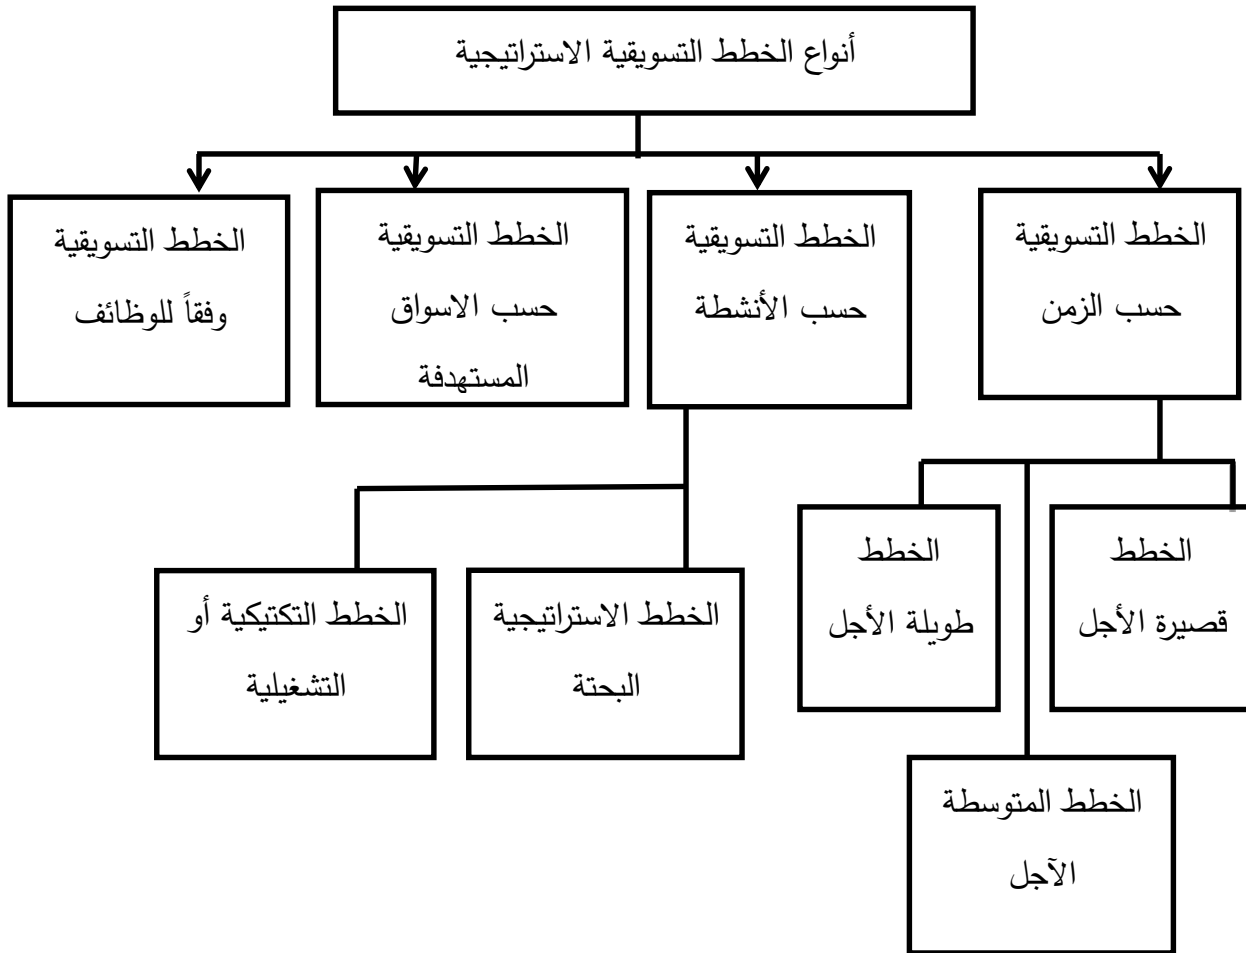 أنواع الخطط التسويقية الاستراتيجية
الخطط التسويقية
حسب الزمن
الخطط التسويقية
حسب الأنشطة
الخطط التسويقية
حسب الاسواق
المستهدفة
الخطط التسويقية
وفقاً للوظائف
الخطط
قصيرة الأجل
الخطط
طويلة الأجل
الخطط المتوسطة
الآجل
الخطط الاستراتيجية
البحتة
الخطط التكتيكية أو
التشغيلية